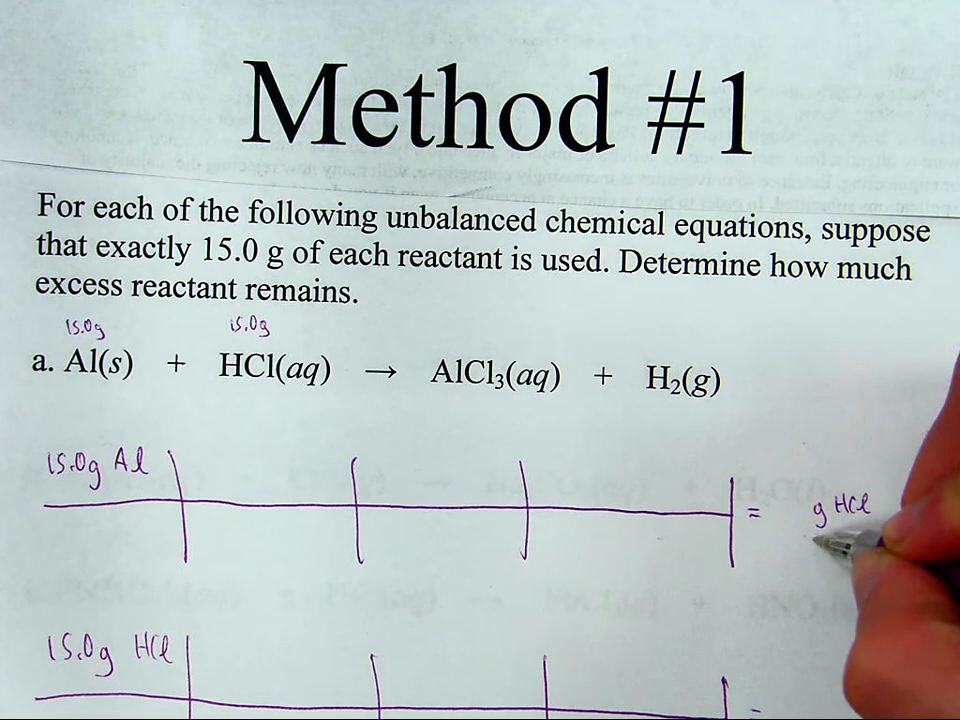 Method #1
For each of the following unbalanced chemical equations, suppose
that exactly 15.0 g of each reactant is used. Determine how much
excess reactant remains.
15.0g 15.0g
a. Al(s) + HCl(aq) → AlCl₃(aq) + H₂(g)
15.0g Al = g HCl
15.0g HCl =